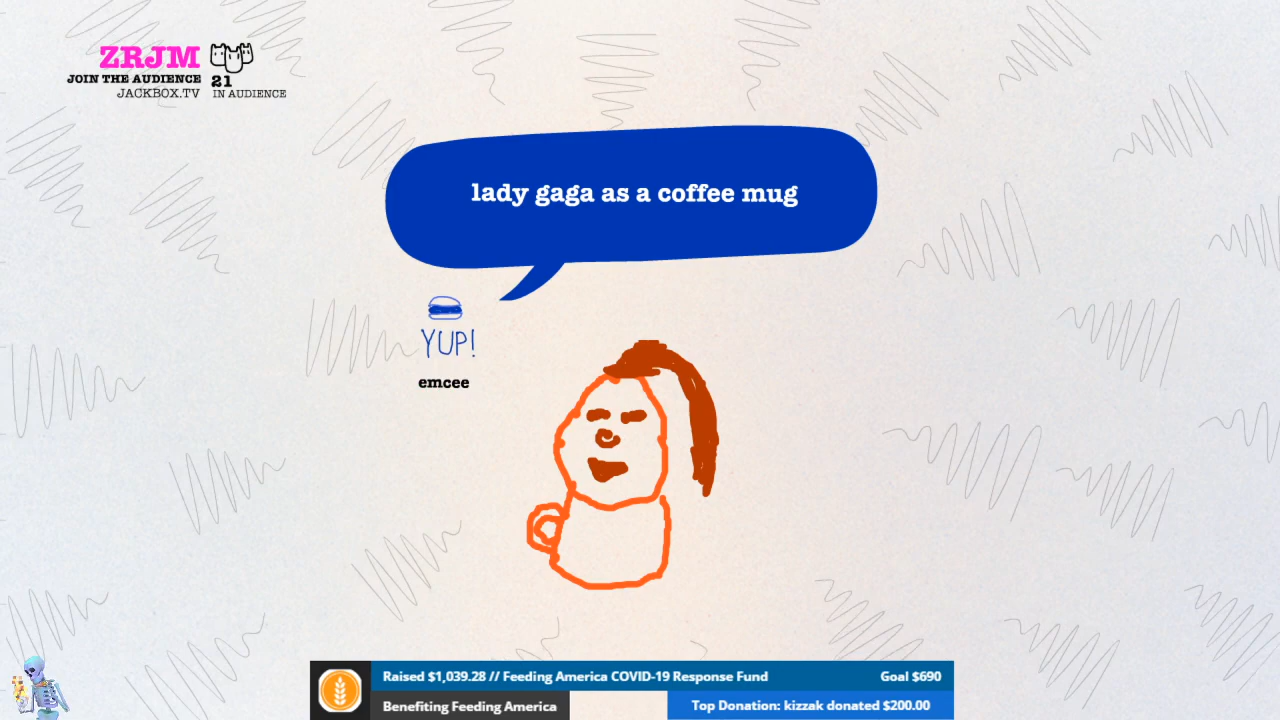 ZRJM
JOIN THE AUDIENCE
JACKBOX.TV
21
IN AUDIENCE
lady gaga as a coffee mug
YUP!
emcee
Raised $1,039.28 // Feeding America COVID-19 Response Fund
Goal $690
Benefiting Feeding America
Top Donation: kizzak donated $200.00